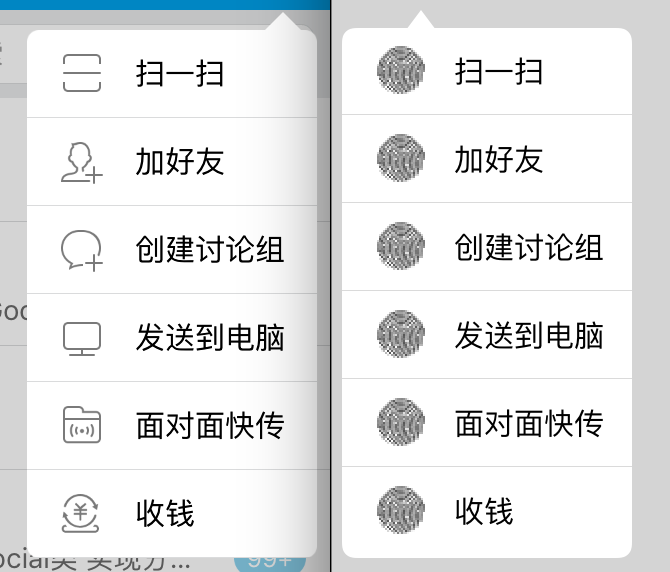 扫一扫
加好友
创建讨论组
发送到电脑
面对面快传
收钱
99+
扫一扫
加好友
创建讨论组
发送到电脑
面对面快传
收钱